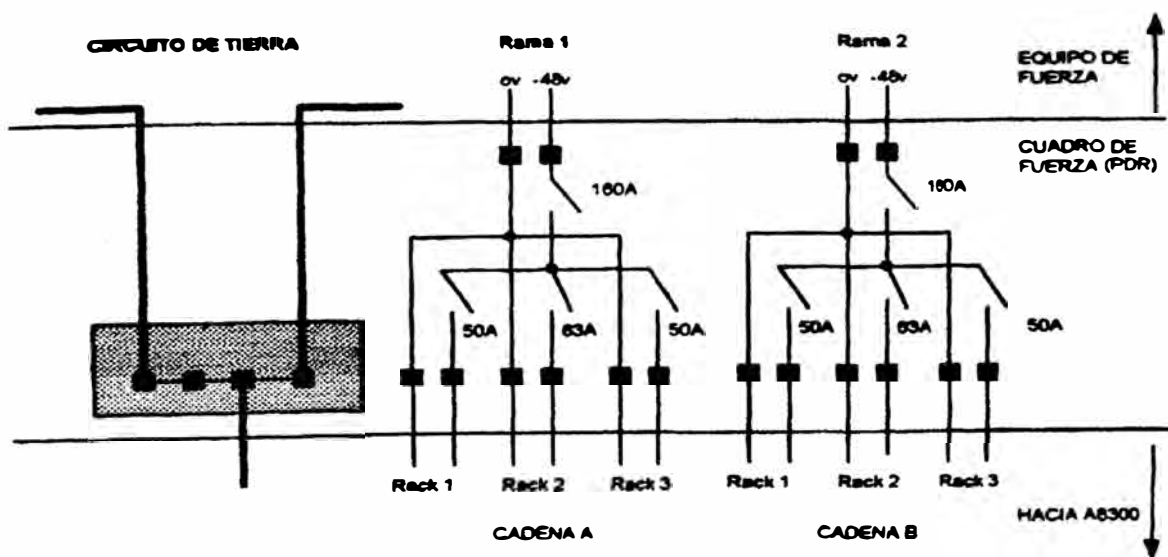 CIRCUITO DE TIERRA
Rama 1
Rama 2
0V -48v
0V -48v
EQUIPO DE
FUERZA
CUADRO DE
FUERZA (PDR)
160A
160A
50A
63A
50A
50A
63A
50A
Rack 1
Rack 2
Rack 3
Rack 1
Rack 2
Rack 3
CADENA A
CADENA B
HACIA A8300